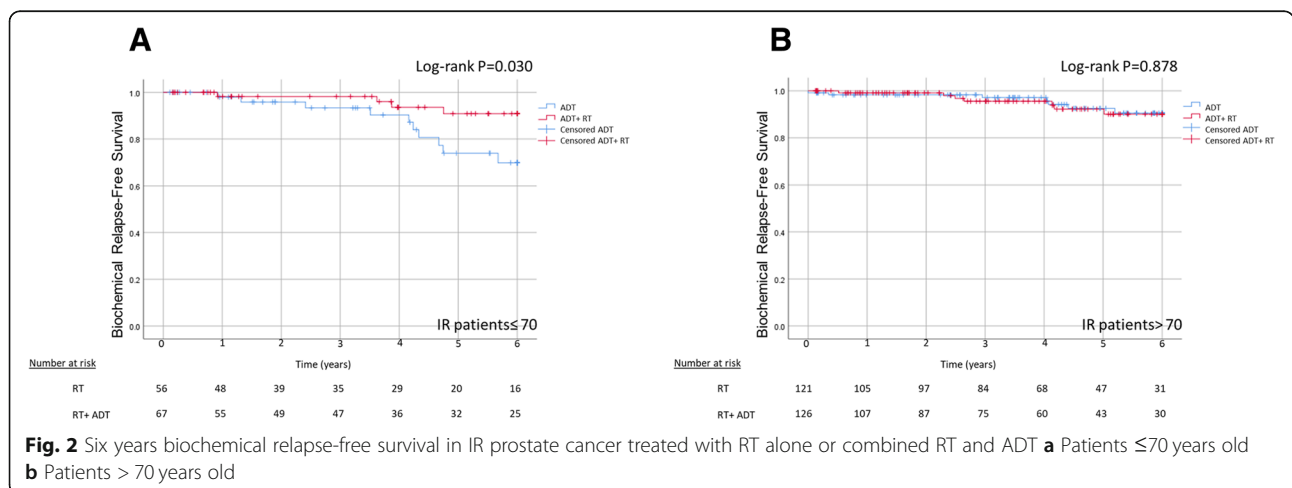 A
Log-rank P=0.030
Biochemical Relapse-Free Survival
1.0
0.8
0.6
0.4
0.2
0.0
ADT
ADT+ RT
Censored ADT
Censored ADT+ RT
IR patients≤70
0 1 2 3 4 5 6
Time (years)
Number at risk
RT 56 48 39 35 29 20 16
RT+ ADT 67 55 49 47 36 32 25
B
Log-rank P=0.878
Biochemical Relapse-Free Survival
1.0
0.8
0.6
0.4
0.2
0.0
ADT
ADT+ RT
Censored ADT
Censored ADT+ RT
IR patients>70
0 1 2 3 4 5 6
Time (years)
Number at risk
RT 121 105 97 84 68 47 31
RT+ ADT 126 107 87 75 60 43 30
Fig. 2 Six years biochemical relapse-free survival in IR prostate cancer treated with RT alone or combined RT and ADT a Patients ≤70 years old
b Patients > 70 years old